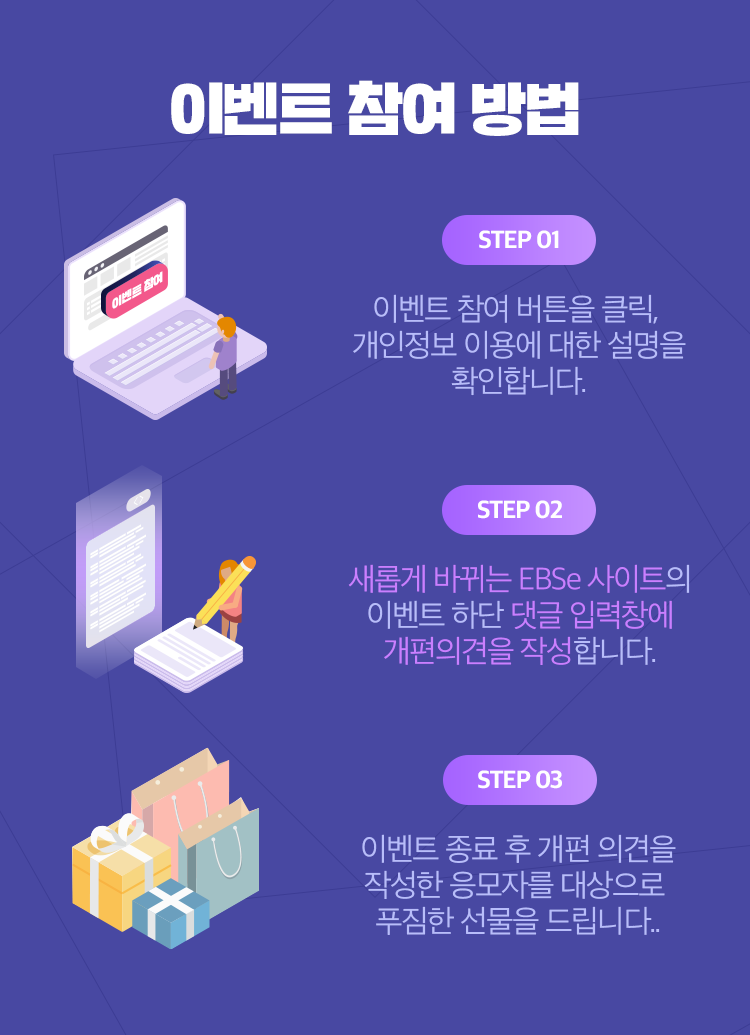 이벤트 참여 방법
이벤트 참여
STEP 01
이벤트 참여 버튼을 클릭,
개인정보 이용에 대한 설명을
확인합니다.
STEP 02
새롭게 바뀌는 EBSe 사이트의
이벤트 하단 댓글 입력창에
개편의견을 작성합니다.
STEP 03
이벤트 종료 후 개편 의견을
작성한 응모자를 대상으로
푸짐한 선물을 드립니다..